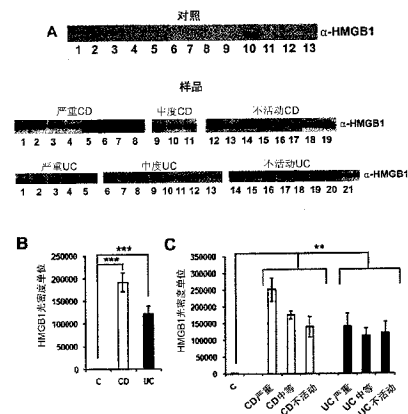 A
对照
α-HMGB1
1 2 3 4 5 6 7 8 9 10 11 12 13
样品
严重CD 中度CD 不活动CD
α-HMGB1
1 2 3 4 5 6 7 8 9 10 11 12 13 14 15 16 17 18 19
严重UC 中度UC 不活动UC
α-HMGB1
1 2 3 4 5 6 7 8 9 10 11 12 13 14 15 16 17 18 19 20 21
B
HMGB1光密度单位
250000
200000
150000
100000
50000
0
***
***
C CD UC
C
HMGB1光密度单位
350000
300000
250000
200000
150000
100000
50000
0
**
C CD严重 CD中等 CD不活动 UC严重 UC中等 UC不活动